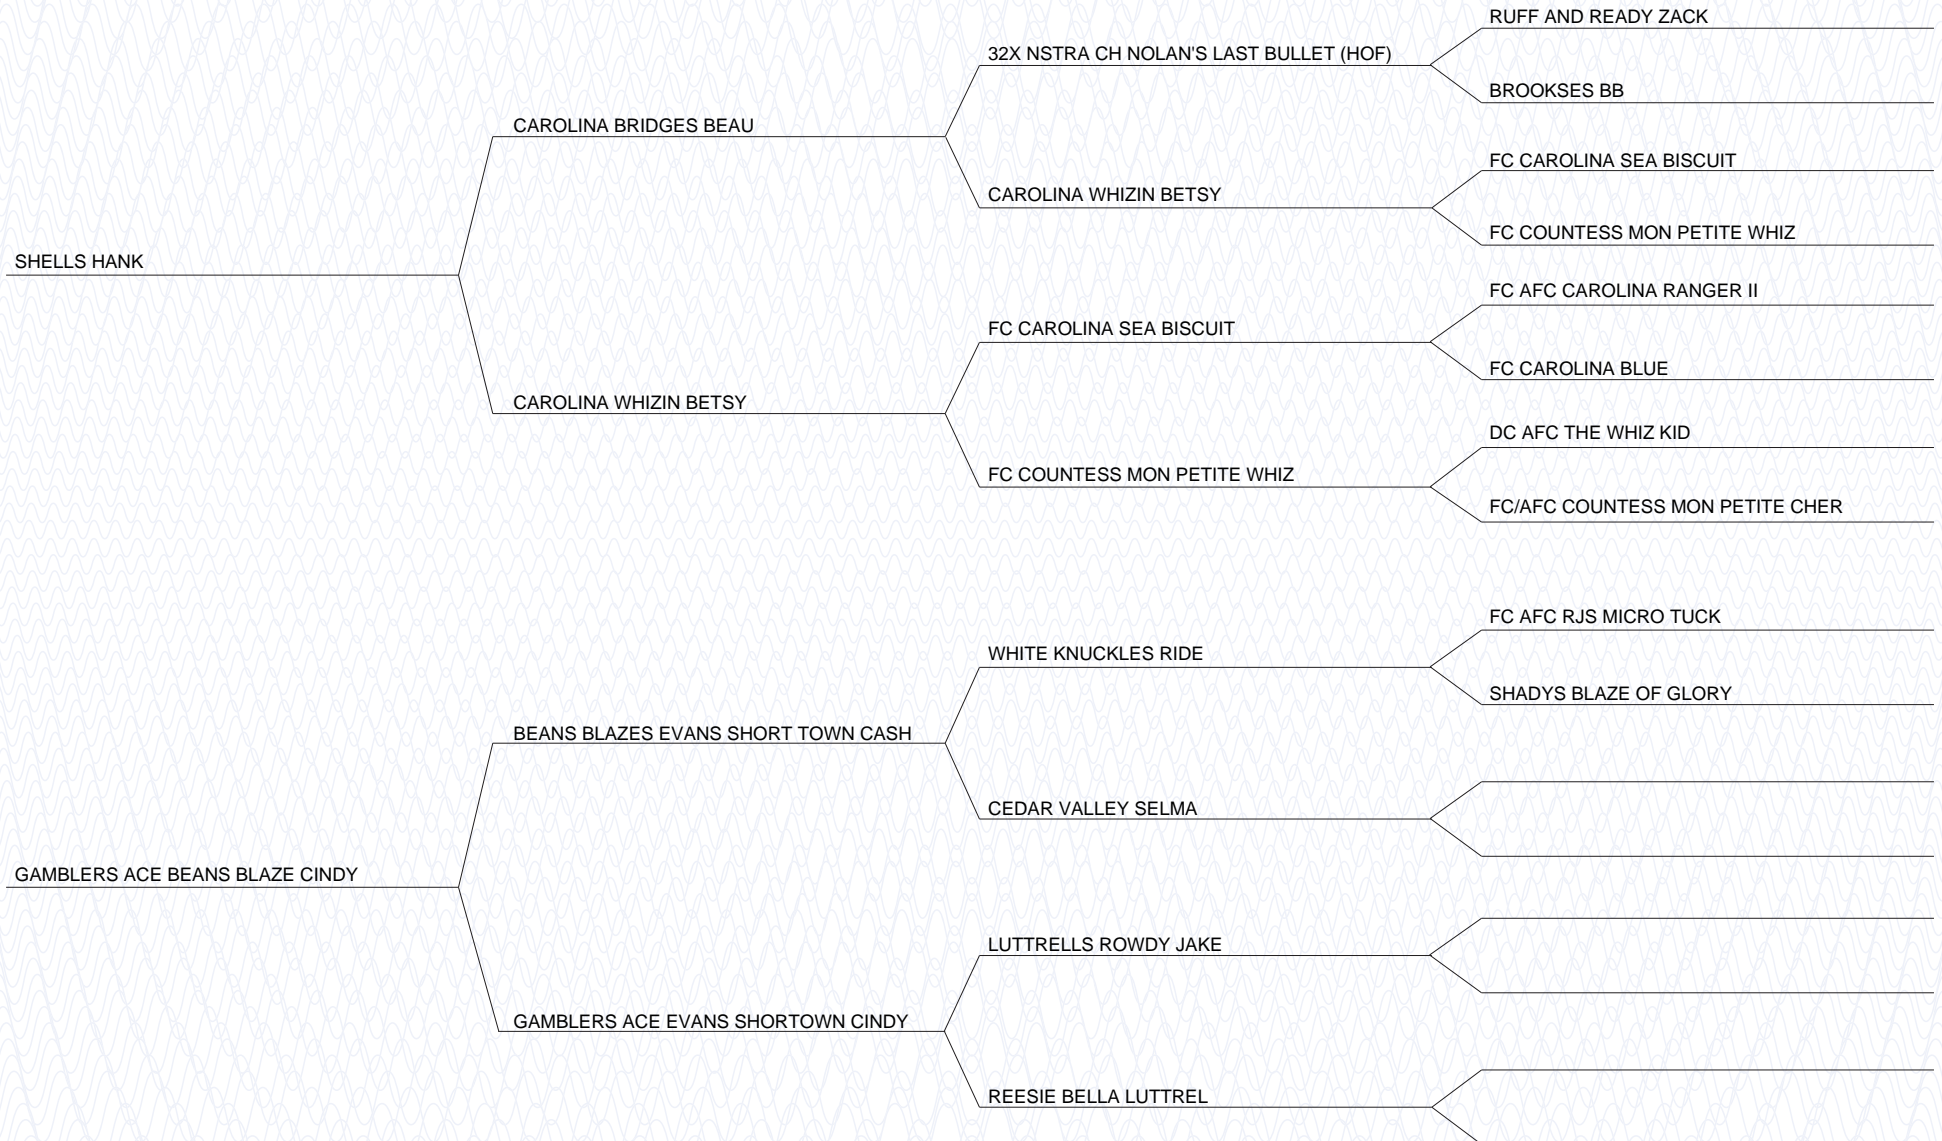 RUFF AND READY ZACK
32X NSTRA CH NOLAN'S LAST BULLET (HOF)
BROOKSES BB
CAROLINA BRIDGES BEAU
FC CAROLINA SEA BISCUIT
CAROLINA WHIZIN BETSY
FC COUNTESS MON PETITE WHIZ
SHELLS HANK
FC AFC CAROLINA RANGER II
FC CAROLINA SEA BISCUIT
FC CAROLINA BLUE
CAROLINA WHIZIN BETSY
DC AFC THE WHIZ KID
FC COUNTESS MON PETITE WHIZ
FC/AFC COUNTESS MON PETITE CHER
FC AFC RJS MICRO TUCK
WHITE KNUCKLES RIDE
SHADYS BLAZE OF GLORY
BEANS BLAZES EVANS SHORT TOWN CASH
CEDAR VALLEY SELMA
GAMBLERS ACE BEANS BLAZE CINDY
LUTTRELLS ROWDY JAKE
GAMBLERS ACE EVANS SHORTOWN CINDY
REESIE BELLA LUTTREL